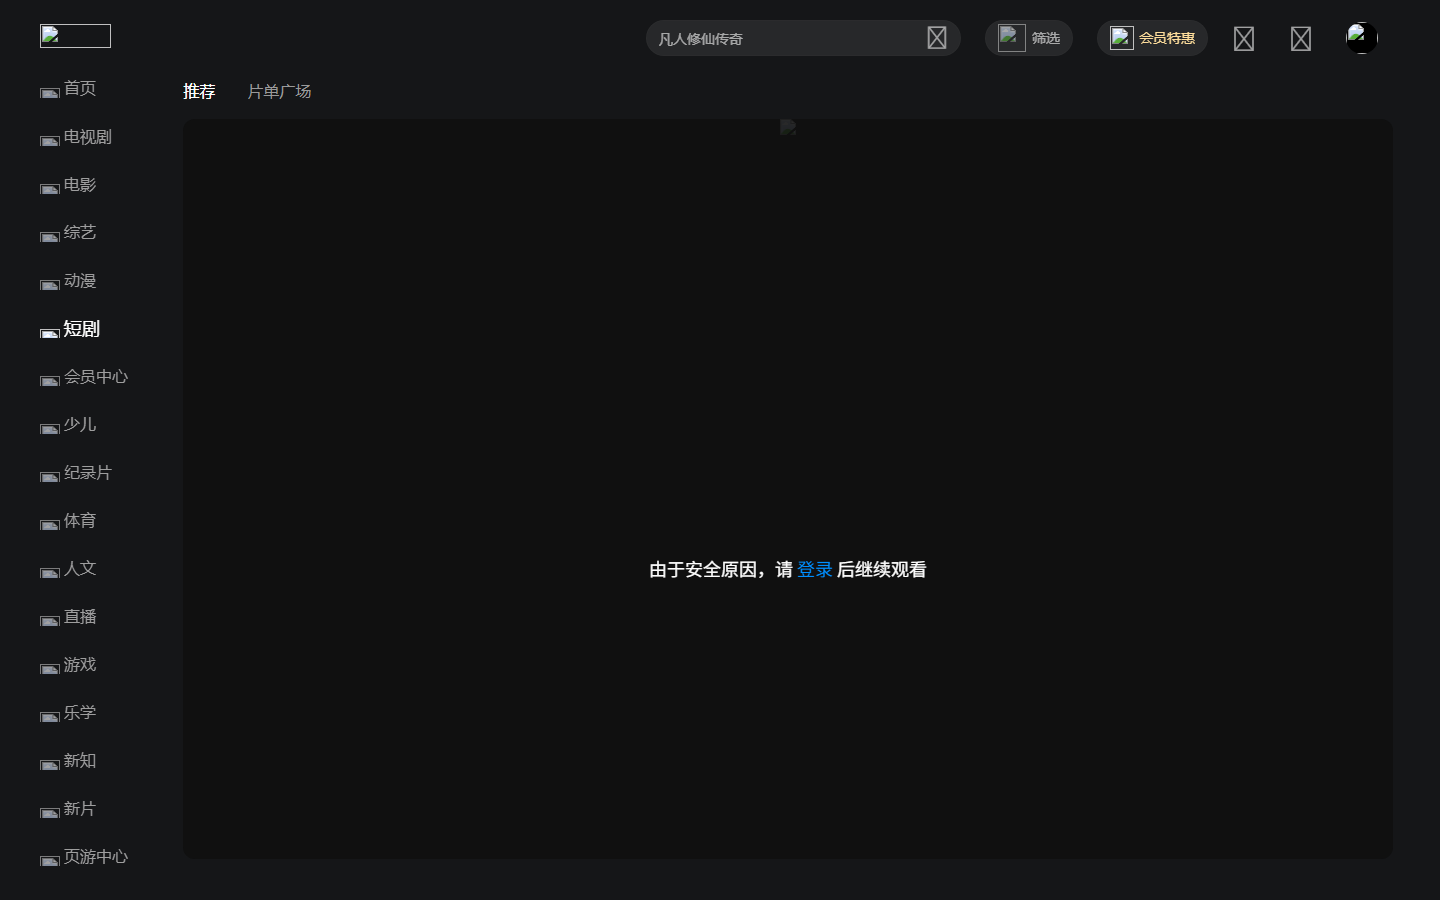 凡人修仙传奇
筛选
会员特惠
首页
电视剧
电影
综艺
动漫
短剧
会员中心
少儿
纪录片
体育
人文
直播
游戏
乐学
新知
新片
页游中心
推荐
片单广场
由于安全原因，请 登录 后继续观看